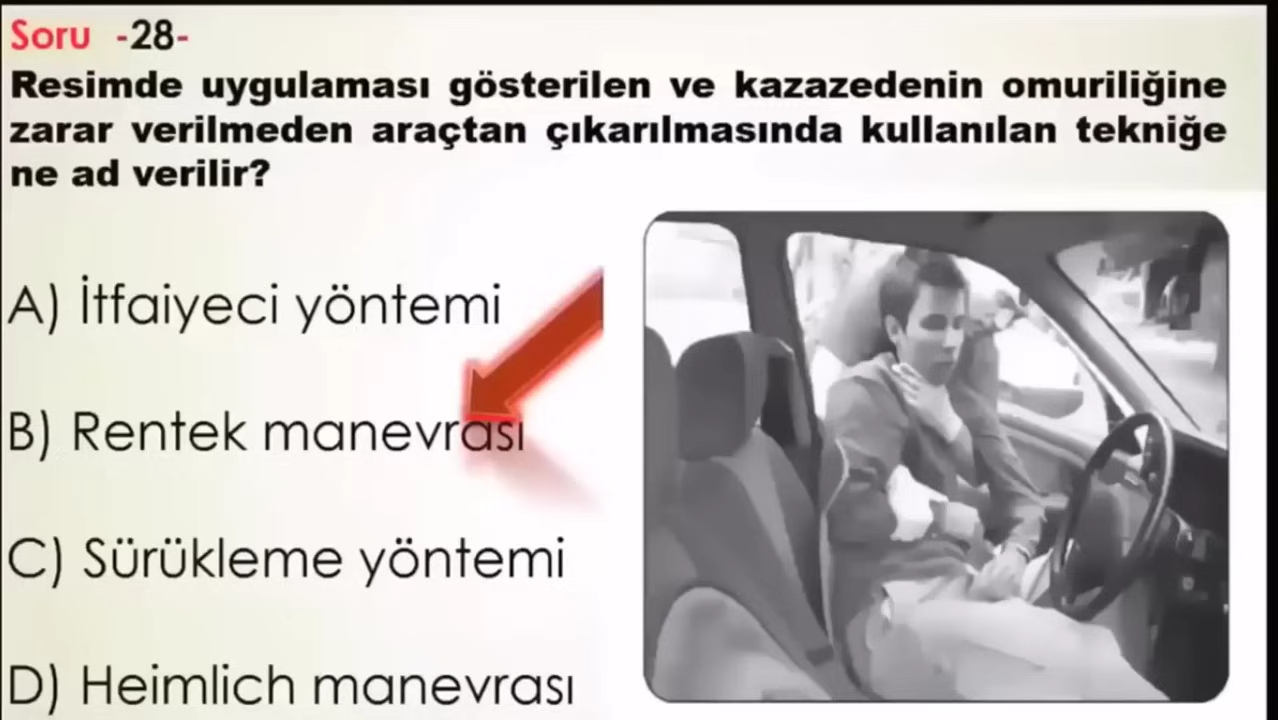 Soru -28-
Resimde uygulaması gösterilen ve kazazedenin omuriliğine
zarar verilmeden araçtan çıkarılmasında kullanılan tekniğe
ne ad verilir?
A) İtfaiyeci yöntemi
B) Rentek manevrası
C) Sürükleme yöntemi
D) Heimlich manevrası